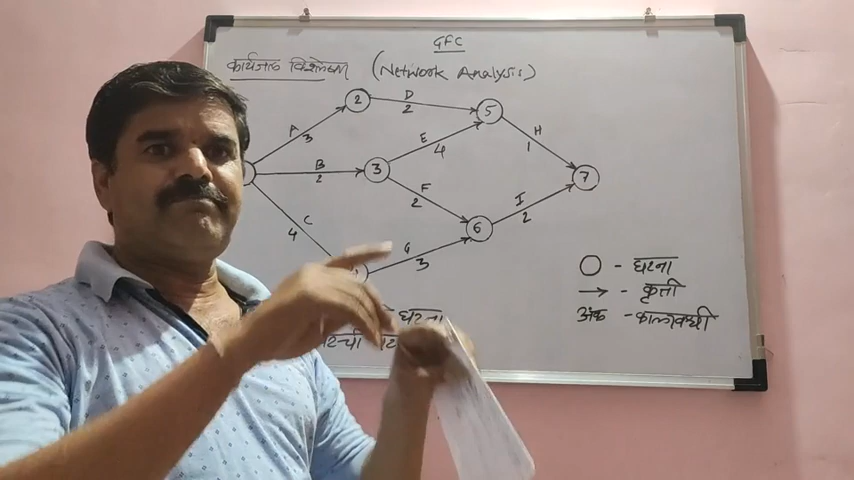 GFC
कार्यजाल विश्लेषण (Network Analysis)
2 D 5
2
A
3 E H
4 1
B 3
2 F 7
2 I
C 6 2
4 G
3
○ - घटना
→ - कृती
अंक - कालावधी
घटना